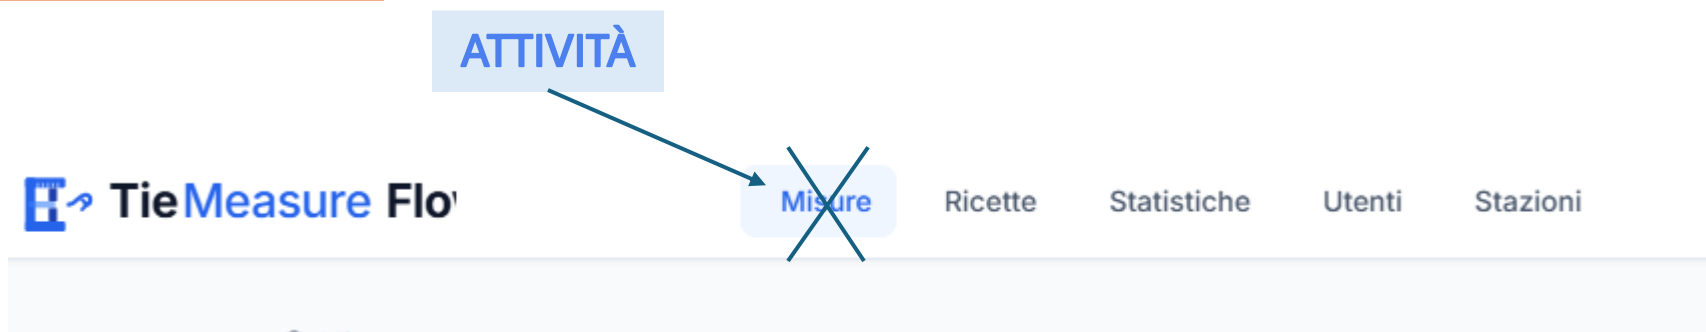 ATTIVITÀ
TieMeasure Flo
Misure
Ricette
Statistiche
Utenti
Stazioni